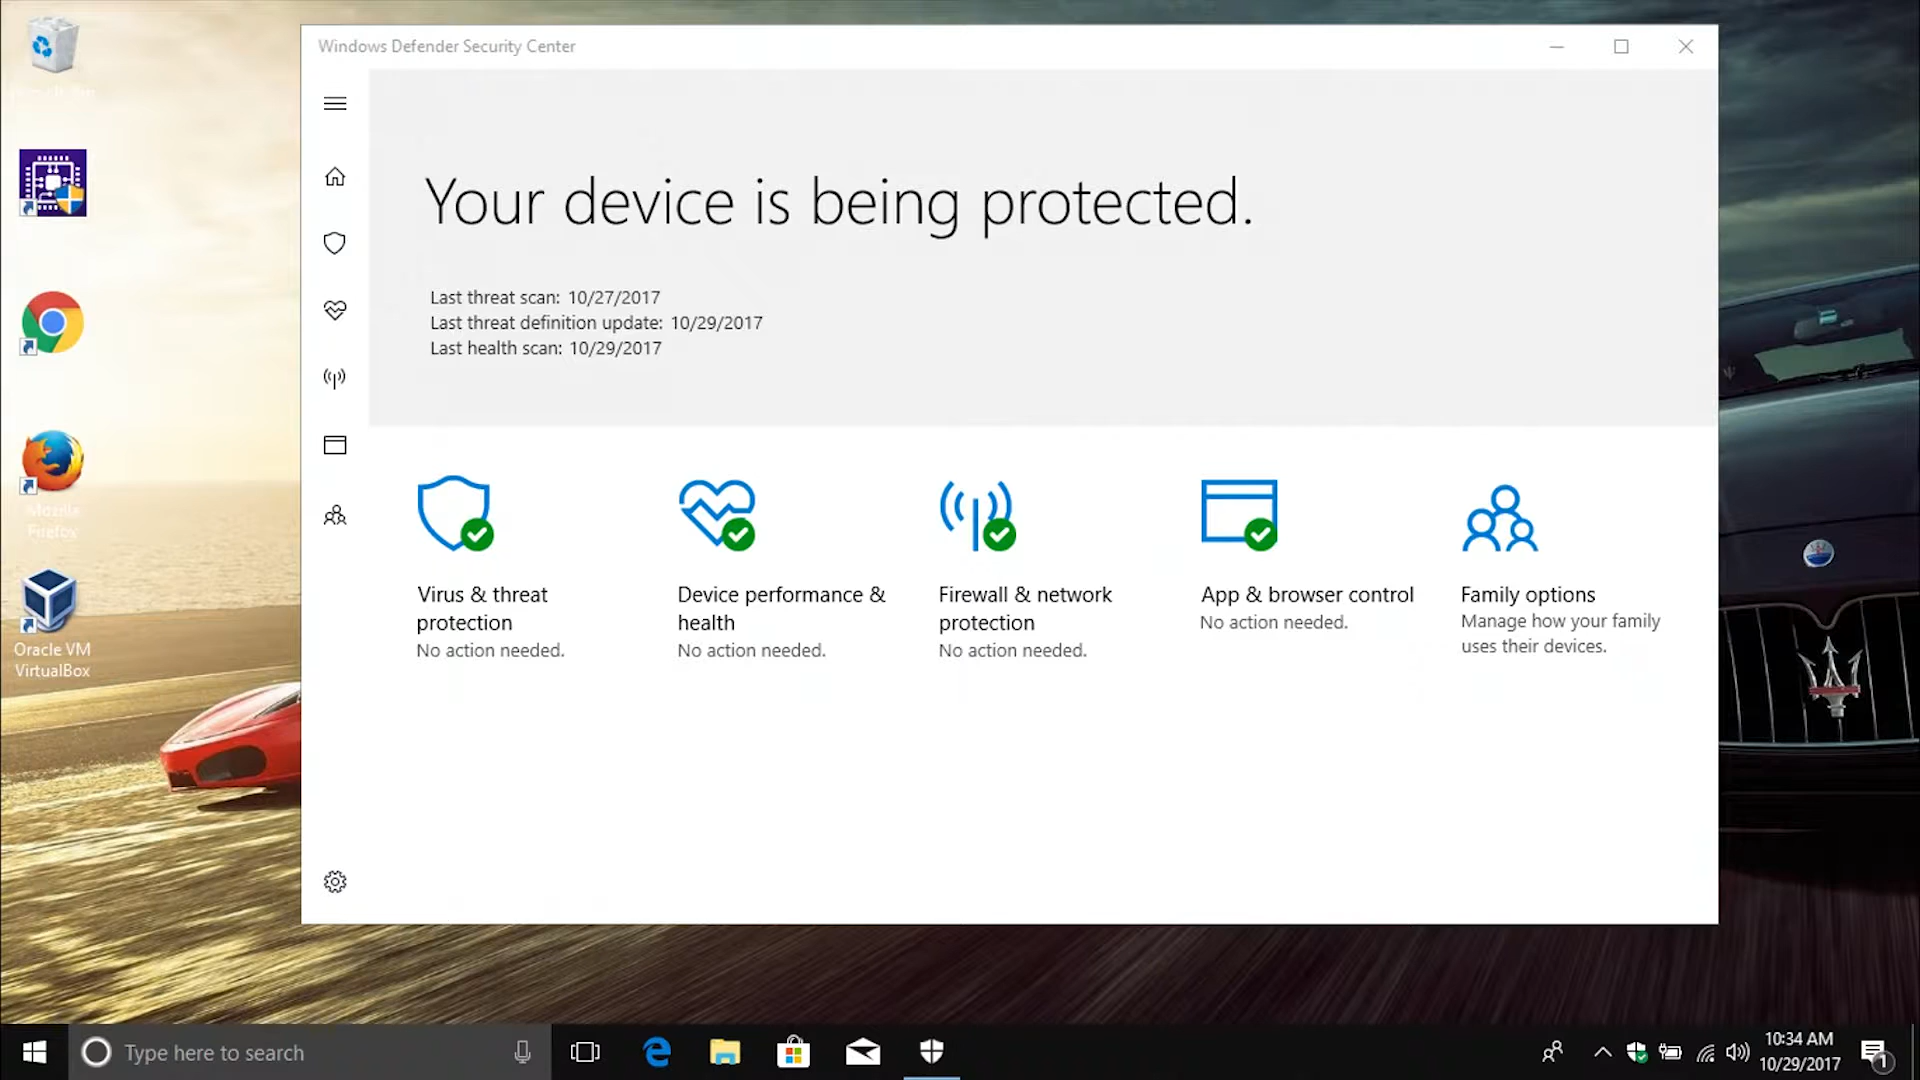 Windows Defender Security Center
Your device is being protected.
Last threat scan: 10/27/2017
Last threat definition update: 10/29/2017
Last health scan: 10/29/2017
Virus & threat
protection
No action needed.
Device performance &
health
No action needed.
Firewall & network
protection
No action needed.
App & browser control
No action needed.
Family options
Manage how your family
uses their devices.
Mozilla
Firefox
Oracle VM
VirtualBox
Type here to search
10:34 AM
10/29/2017
1